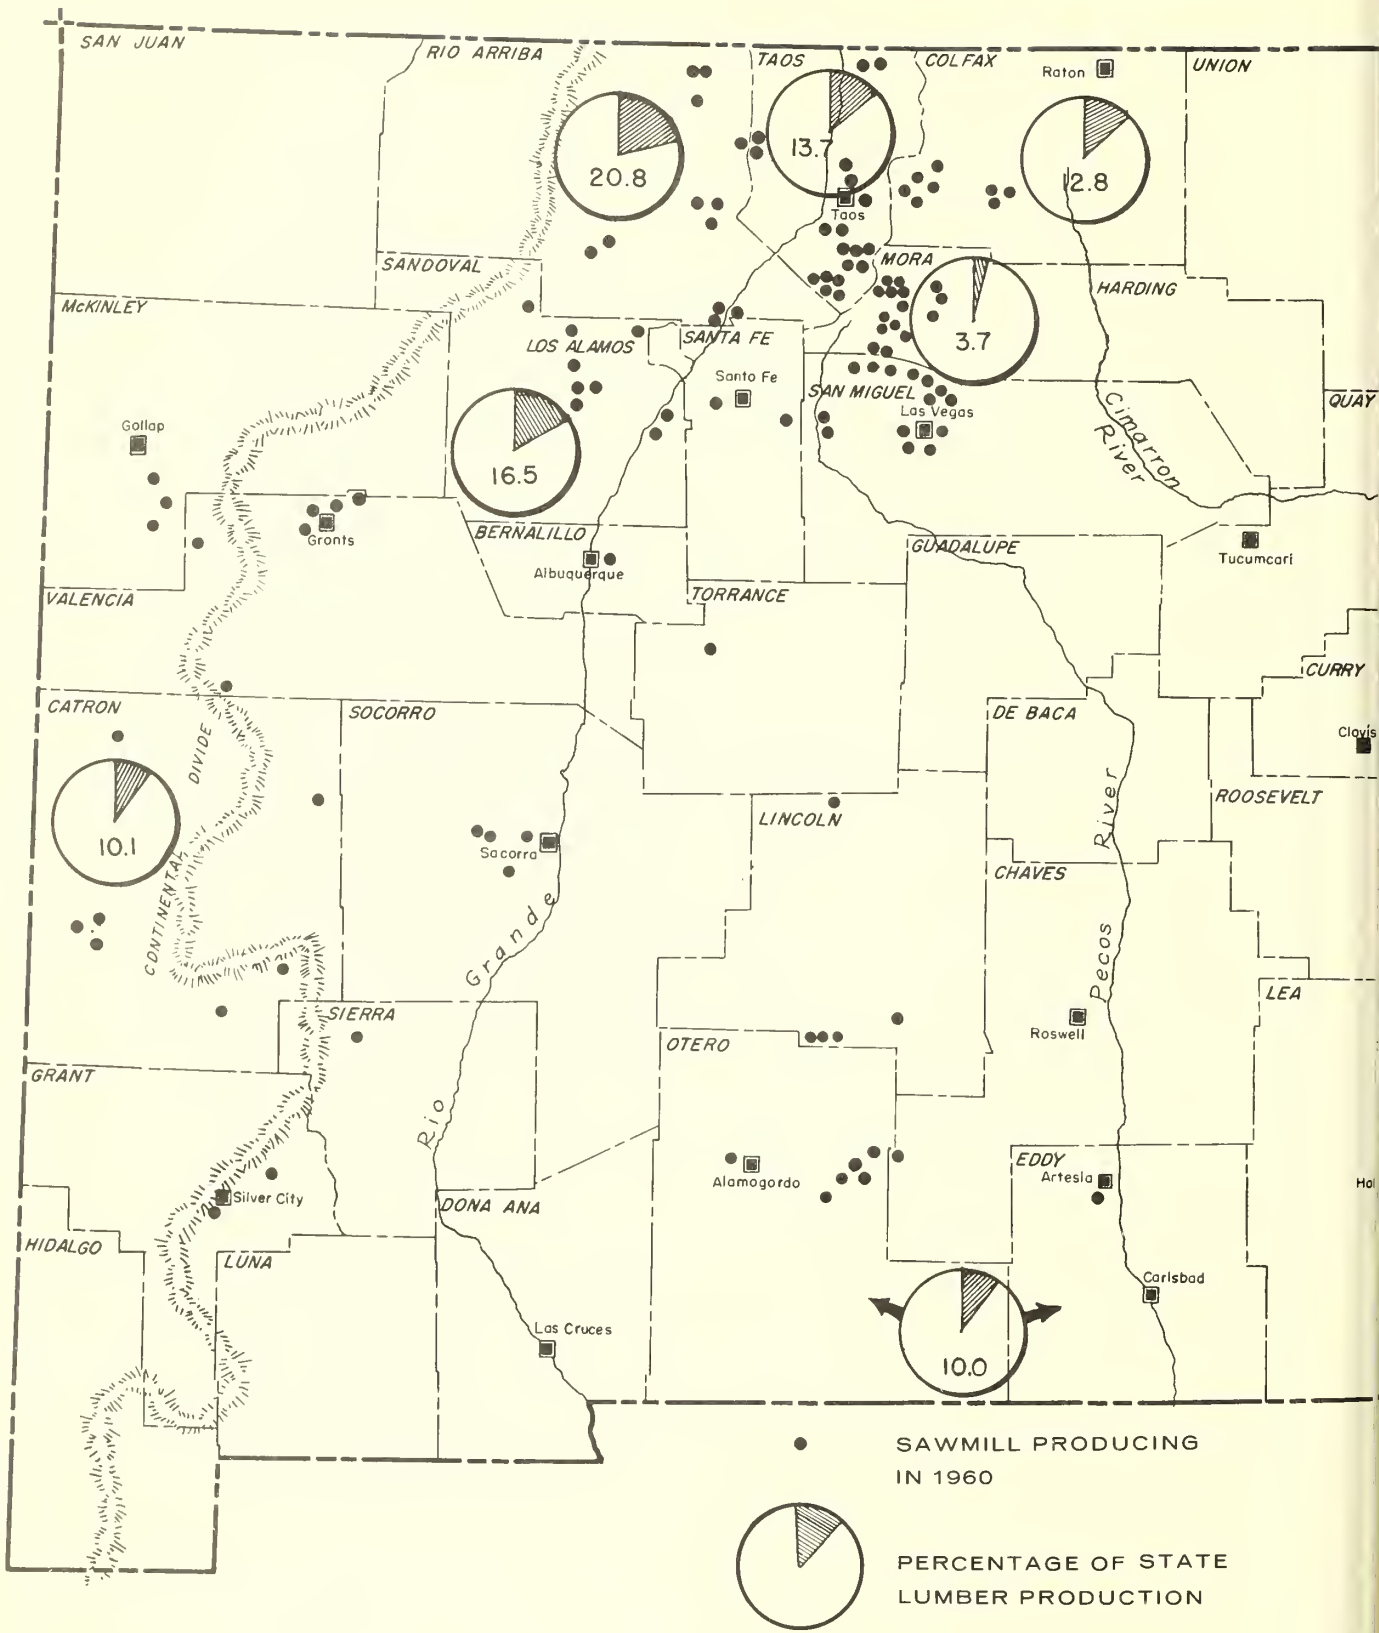 SAN JUAN
RIO ARRIBA
TAOS
COLFAX
UNION
Raton
20.8
13.7
12.8
Taos
SANDOVAL
MORA
HARDING
McKINLEY
3.7
LOS ALAMOS
SANTA FE
Santo Fe
SAN MIGUEL
QUAY
Las Vegas
Cimarron
River
Gollap
16.5
Gronts
BERNALILLO
Albuquerque
GUADALUPE
Tucumcari
VALENCIA
TORRANCE
CURRY
CATRON
SOCORRO
DE BACA
Clovis
DIVIDE
CONTINENTAL
10.1
LINCOLN
ROOSEVELT
Sacorra
CHAVES
Rio Grande
Pecos River
LEA
SIERRA
Roswell
OTERO
GRANT
EDDY
Artesia
Alamogordo
Hol
Silver City
DONA ANA
HIDALGO
LUNA
Carlsbad
Las Cruces
10.0
SAWMILL PRODUCING
IN 1960
PERCENTAGE OF STATE
LUMBER PRODUCTION